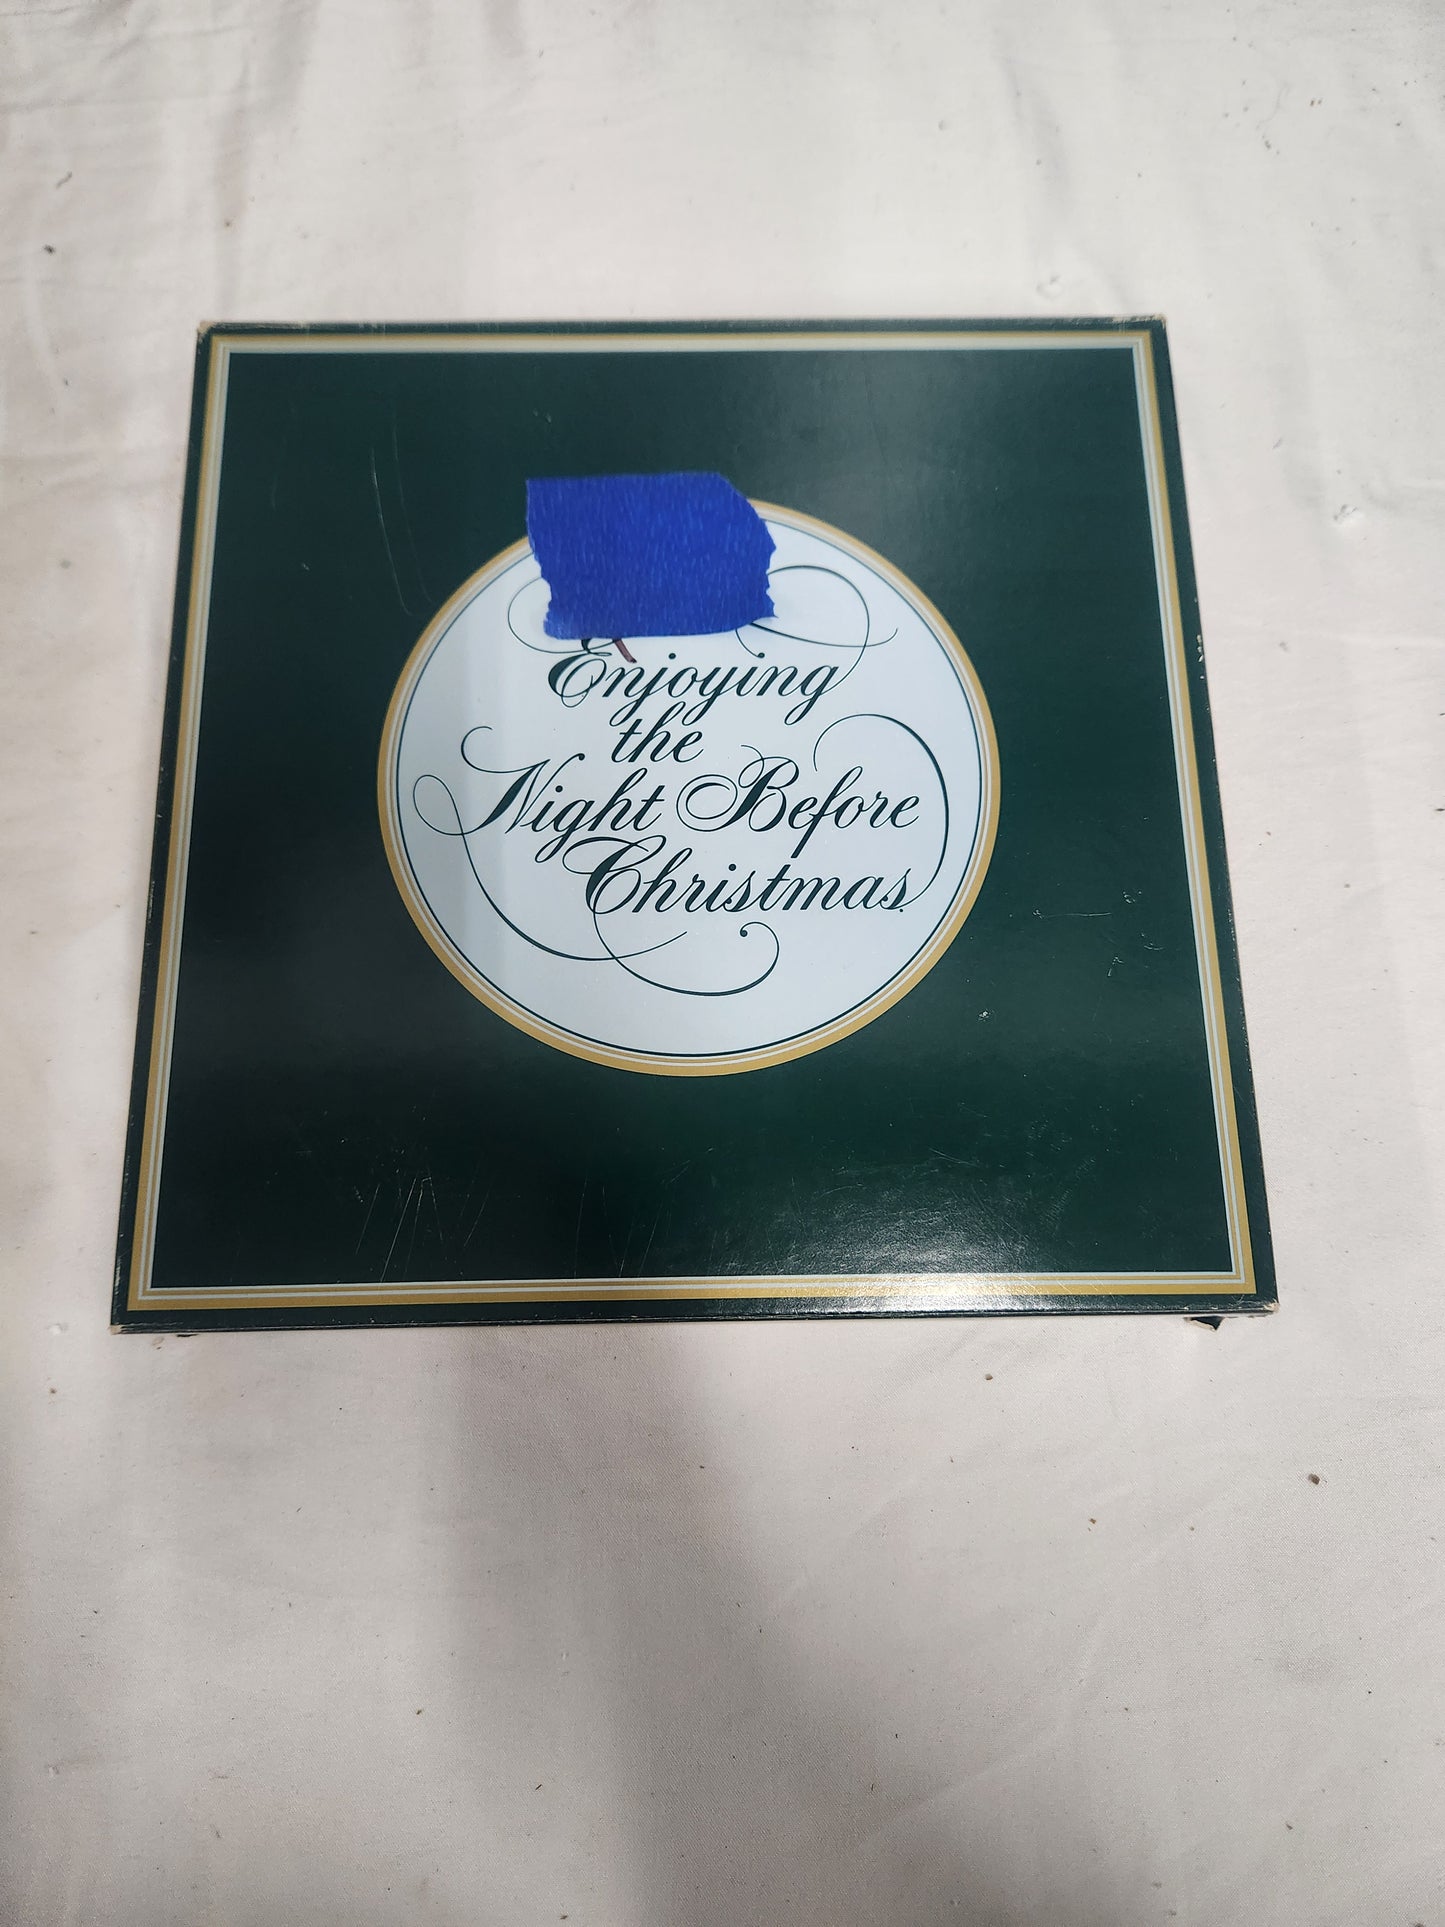 Enjoying
the
Night Before
Christmas